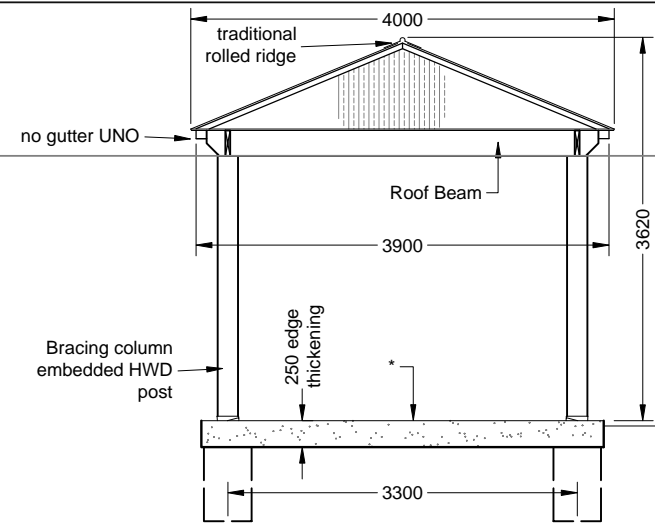 4000
traditional
rolled ridge
no gutter UNO
Roof Beam
3620
3900
250 edge
thickening
*
Bracing column
embedded HWD
post
3300